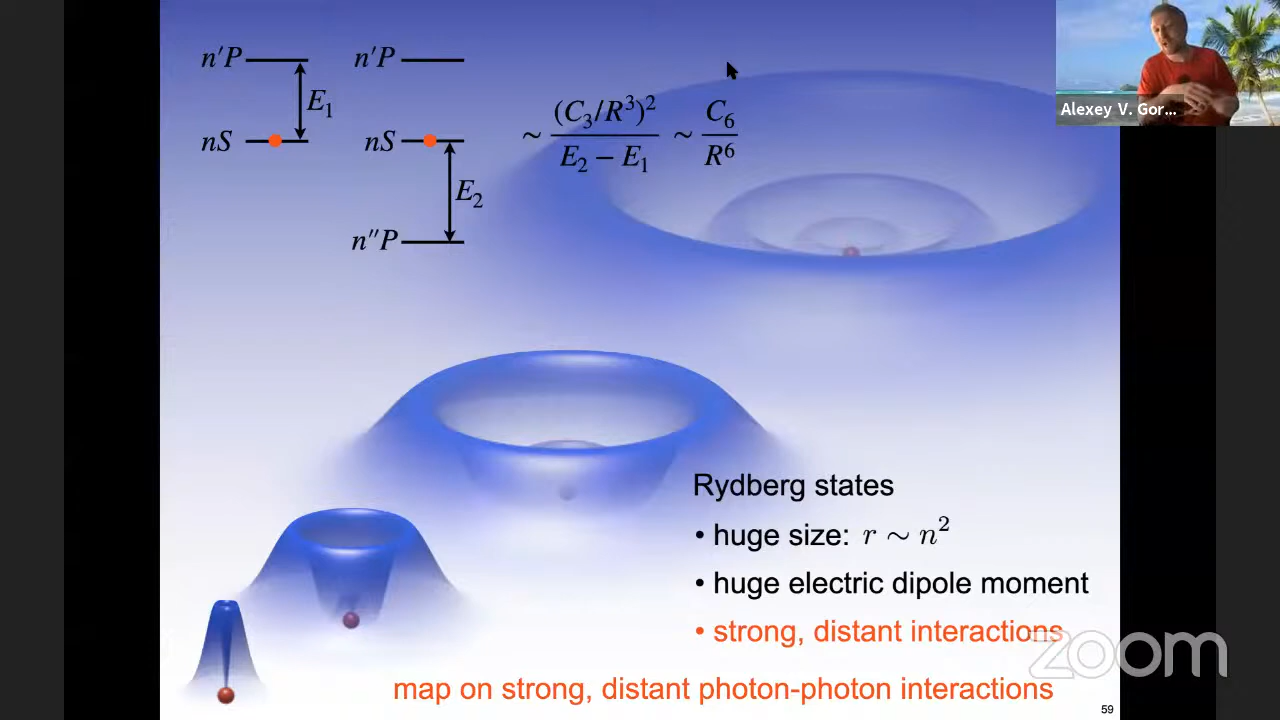 n′P n′P
E₁
nS nS
E₂
n″P
∼ (C₃/R³)² / (E₂ − E₁) ∼ C₆ / R⁶
Alexey V. Gor...
Rydberg states
• huge size: r ∼ n²
• huge electric dipole moment
• strong, distant interactions
map on strong, distant photon-photon interactions
zoom
59